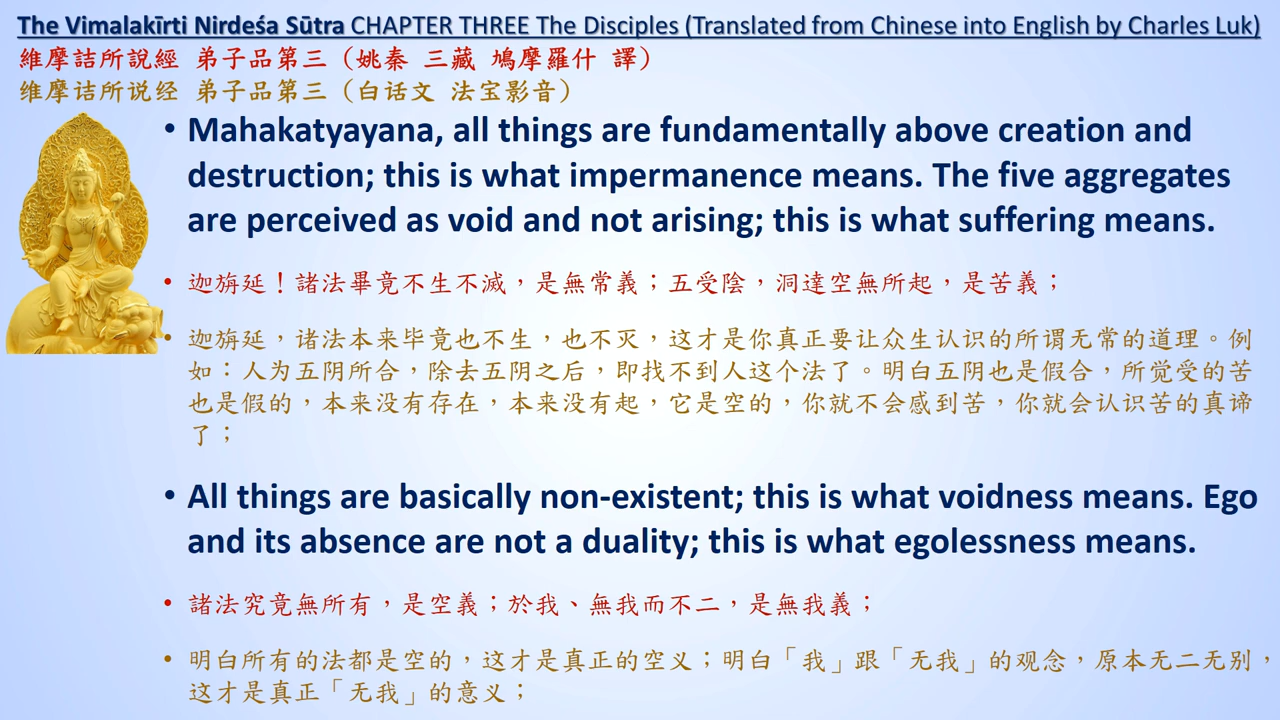 The Vimalakīrti Nirdeśa Sūtra CHAPTER THREE The Disciples (Translated from Chinese into English by Charles Luk)
維摩詰所說經 弟子品第三（姚秦 三藏 鳩摩羅什 譯）
维摩诘所说经 弟子品第三（白话文 法宝影音）
• Mahakatyayana, all things are fundamentally above creation and
destruction; this is what impermanence means. The five aggregates
are perceived as void and not arising; this is what suffering means.
• 迦旃延！諸法畢竟不生不滅，是無常義；五受陰，洞達空無所起，是苦義；
• 迦旃延，诸法本来毕竟也不生，也不灭，这才是你真正要让众生认识的所谓无常的道理。例
如：人为五阴所合，除去五阴之后，即找不到人这个法了。明白五阴也是假合，所觉受的苦
也是假的，本来没有存在，本来没有起，它是空的，你就不会感到苦，你就会认识苦的真谛
了；
• All things are basically non-existent; this is what voidness means. Ego
and its absence are not a duality; this is what egolessness means.
• 諸法究竟無所有，是空義；於我、無我而不二，是無我義；
• 明白所有的法都是空的，这才是真正的空义；明白「我」跟「无我」的观念，原本无二无别，
这才是真正「无我」的意义；